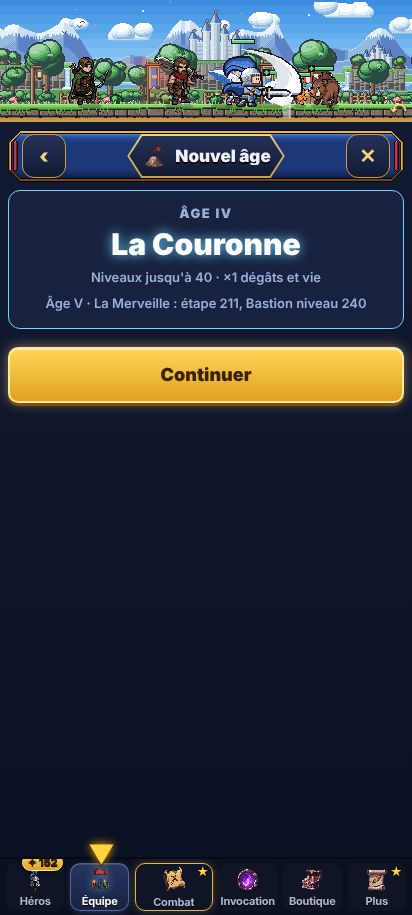 ‹
Nouvel âge
✕
ÂGE IV
La Couronne
Niveaux jusqu'à 40 · ×1 dégâts et vie
Âge V · La Merveille : étape 211, Bastion niveau 240
Continuer
Héros
Équipe
Combat
Invocation
Boutique
Plus